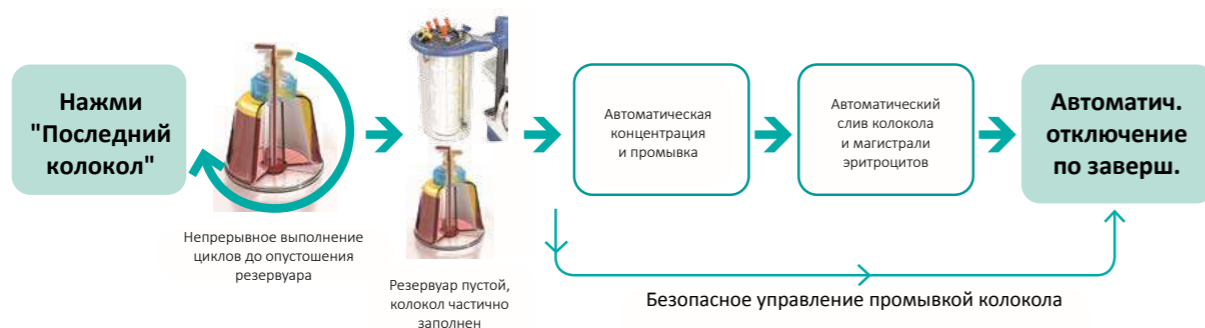 Нажми
"Последний
колокол"
Непрерывное выполнение
циклов до опустошения
резервуара
Резервуар пустой,
колокол частично
заполнен
Автоматическая
концентрация
и промывка
Автоматический
слив колокола
и магистрали
эритроцитов
Автоматич.
отключение
по заверш.
Безопасное управление промывкой колокола